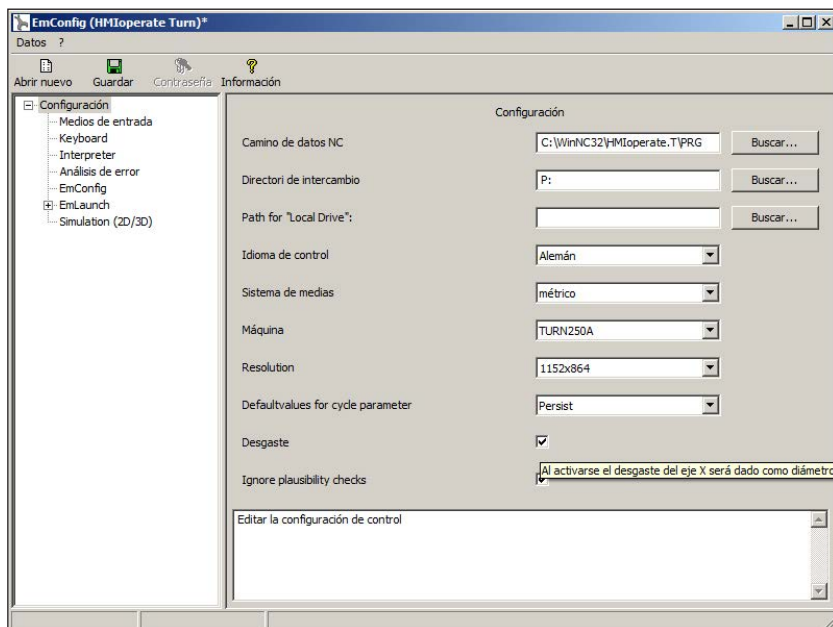 EmConfig (HMIoperate Turn)*
Datos ?
Abrir nuevo Guardar Contraseña Información
Configuración
Medios de entrada
Keyboard
Interpreter
Análisis de error
EmConfig
EmLaunch
Simulation (2D/3D)
Configuración
Camino de datos NC C:\WinNC32\HMIoperate.T\PRG Buscar...
Directori de intercambio P: Buscar...
Path for "Local Drive": Buscar...
Idioma de control Alemán
Sistema de medias métrico
Máquina TURN250A
Resolution 1152x864
Defaultvalues for cycle parameter Persist
Desgaste
Al activarse el desgaste del eje X será dado como diámetro
Ignore plausibility checks
Editar la configuración de control